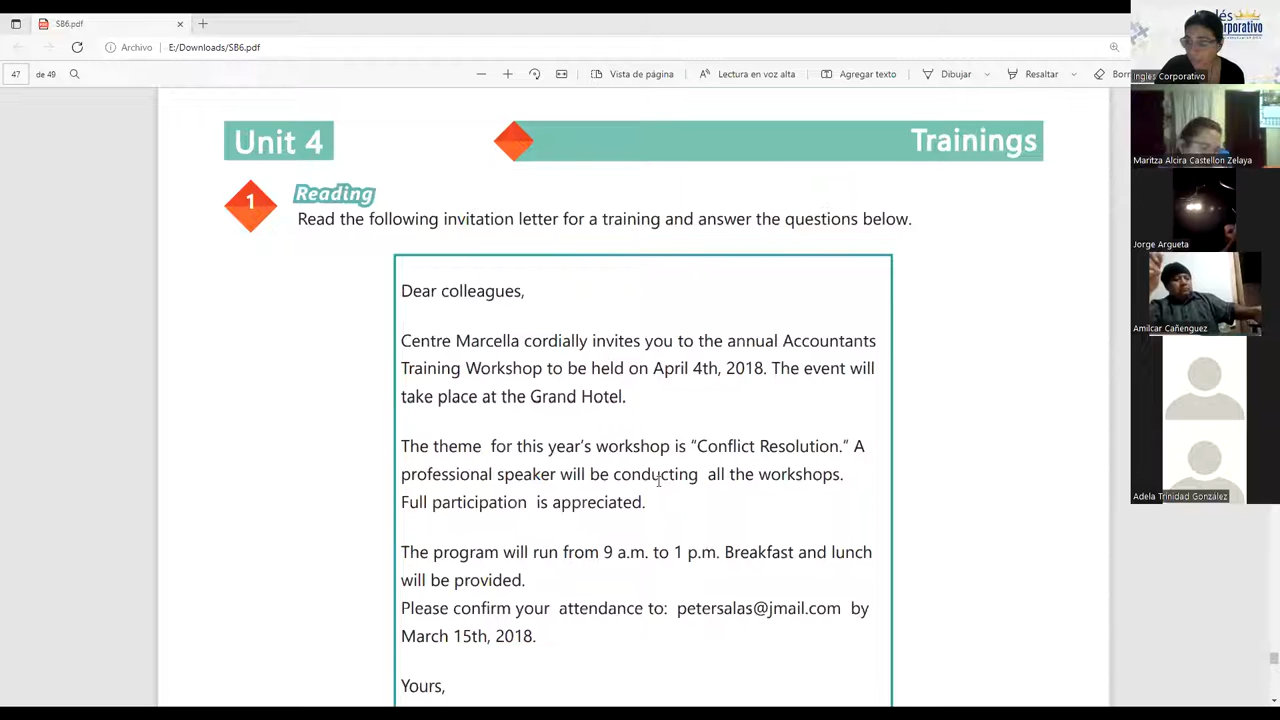 SB6.pdf
Archivo
E:/Downloads/SB6.pdf
47
de 49
Vista de página
Lectura en voz alta
Agregar texto
Dibujar
Resaltar
Unit 4
Trainings
1
Reading
Read the following invitation letter for a training and answer the questions below.
Dear colleagues,
Centre Marcella cordially invites you to the annual Accountants
Training Workshop to be held on April 4th, 2018. The event will
take place at the Grand Hotel.
The theme for this year's workshop is “Conflict Resolution.” A
professional speaker will be conducting all the workshops.
Full participation is appreciated.
The program will run from 9 a.m. to 1 p.m. Breakfast and lunch
will be provided.
Please confirm your attendance to: petersalas@jmail.com by
March 15th, 2018.
Yours,
Ingles Corporativo
Maritza Alcira Castellon Zelaya
Jorge Argueta
Amilcar Cañenguez
Adela Trinidad González